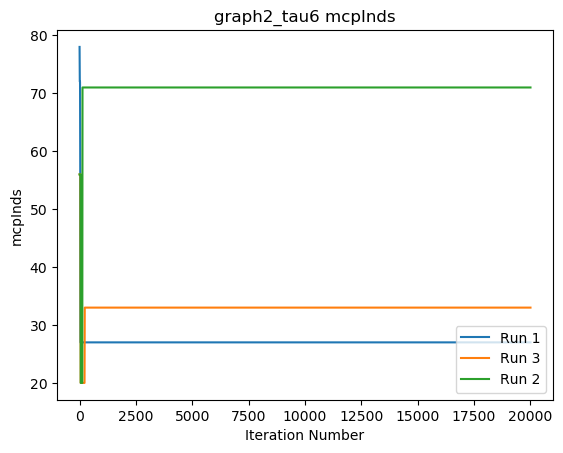 graph2_tau6 mcpInds
80
70
60
50
40
30
20
mcpInds
0 2500 5000 7500 10000 12500 15000 17500 20000
Iteration Number
Run 1
Run 3
Run 2